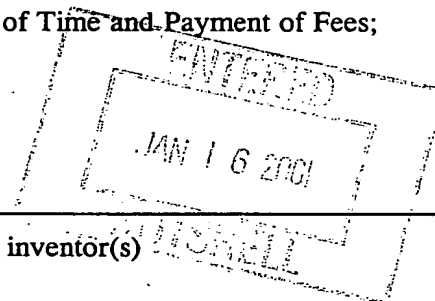 of Time and Payment of Fees;
ENTERED
JAN 16 2001
inventor(s)